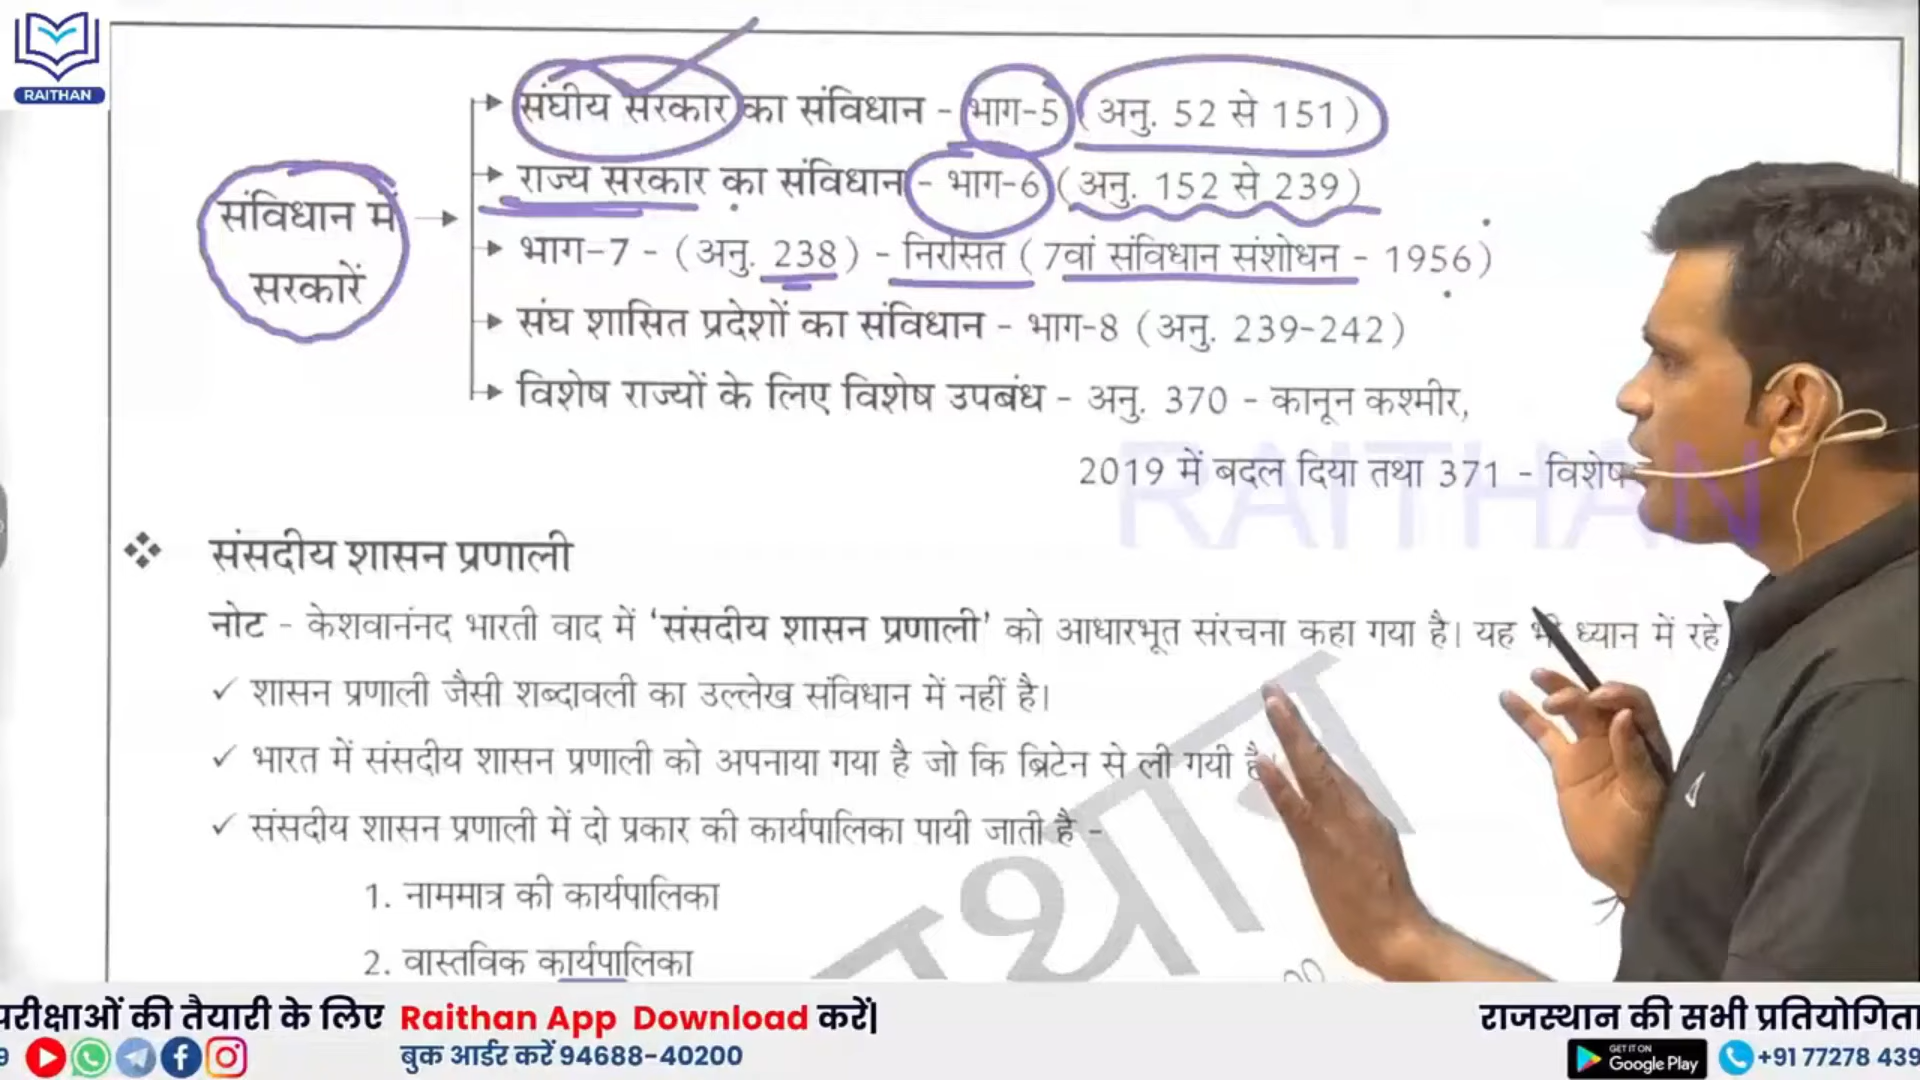 RAITHAN
संघीय सरकार का संविधान - भाग-5 (अनु. 52 से 151)
राज्य सरकार का संविधान - भाग-6 (अनु. 152 से 239)
संविधान में
सरकारें
भाग-7 - (अनु. 238) - निरसित (7वां संविधान संशोधन - 1956)
संघ शासित प्रदेशों का संविधान - भाग-8 (अनु. 239-242)
विशेष राज्यों के लिए विशेष उपबंध - अनु. 370 - कानून कश्मीर,
2019 में बदल दिया तथा 371 - विशेष
RAITHAN
संसदीय शासन प्रणाली
नोट - केशवानंनद भारती वाद में 'संसदीय शासन प्रणाली' को आधारभूत संरचना कहा गया है। यह भी ध्यान में रहे
✓ शासन प्रणाली जैसी शब्दावली का उल्लेख संविधान में नहीं है।
✓ भारत में संसदीय शासन प्रणाली को अपनाया गया है जो कि ब्रिटेन से ली गयी है।
✓ संसदीय शासन प्रणाली में दो प्रकार की कार्यपालिका पायी जाती है -
1. नाममात्र की कार्यपालिका
2. वास्तविक कार्यपालिका
परीक्षाओं की तैयारी के लिए Raithan App Download करें|
राजस्थान की सभी प्रतियोगिता
9
बुक आर्डर करें 94688-40200
GET IT ON
Google Play
+91 77278 439